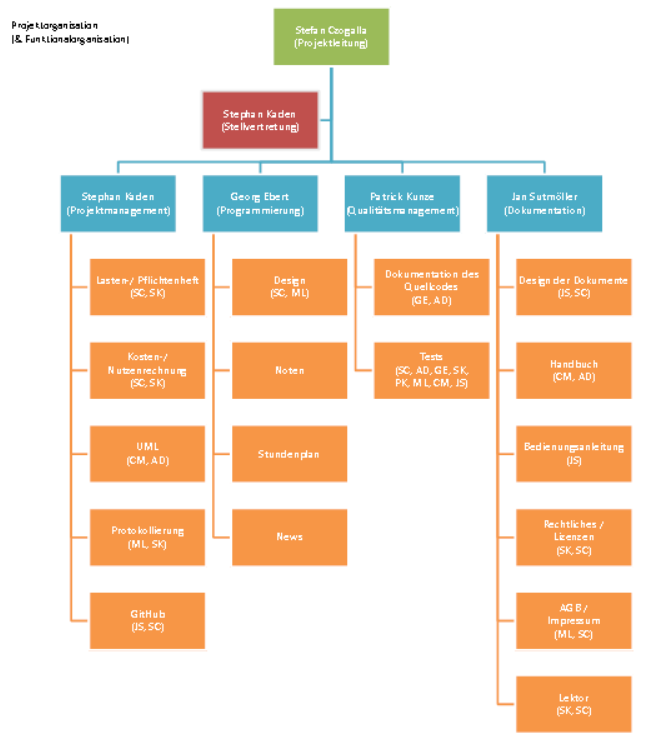 Projektorganisation
(& Funktionalorganisation)
Stefan Czogalla
(Projektleitung)
Stephan Kaden
(Stellvertretung)
Stephan Kaden
(Projektmanagement)
Georg Ebert
(Programmierung)
Patrick Kunze
(Qualitätsmanagement)
Jan Sutmöller
(Dokumentation)
Lasten-/ Pflichtenheft
(SC, SK)
Kosten-/
Nutzenrechnung
(SC, SK)
UML
(CM, AD)
Protokollierung
(ML, SK)
GitHub
(JS, SC)
Design
(SC, ML)
Noten
Stundenplan
News
Dokumentation des
Quellcodes
(GE, AD)
Tests
(SC, AD, GE, SK,
PK, ML, CM, JS)
Design der Dokumente
(JS, SC)
Handbuch
(CM, AD)
Bedienungsanleitung
(JS)
Rechtliches /
Lizenzen
(SK, SC)
AGB /
Impressum
(ML, SC)
Lektor
(SK, SC)